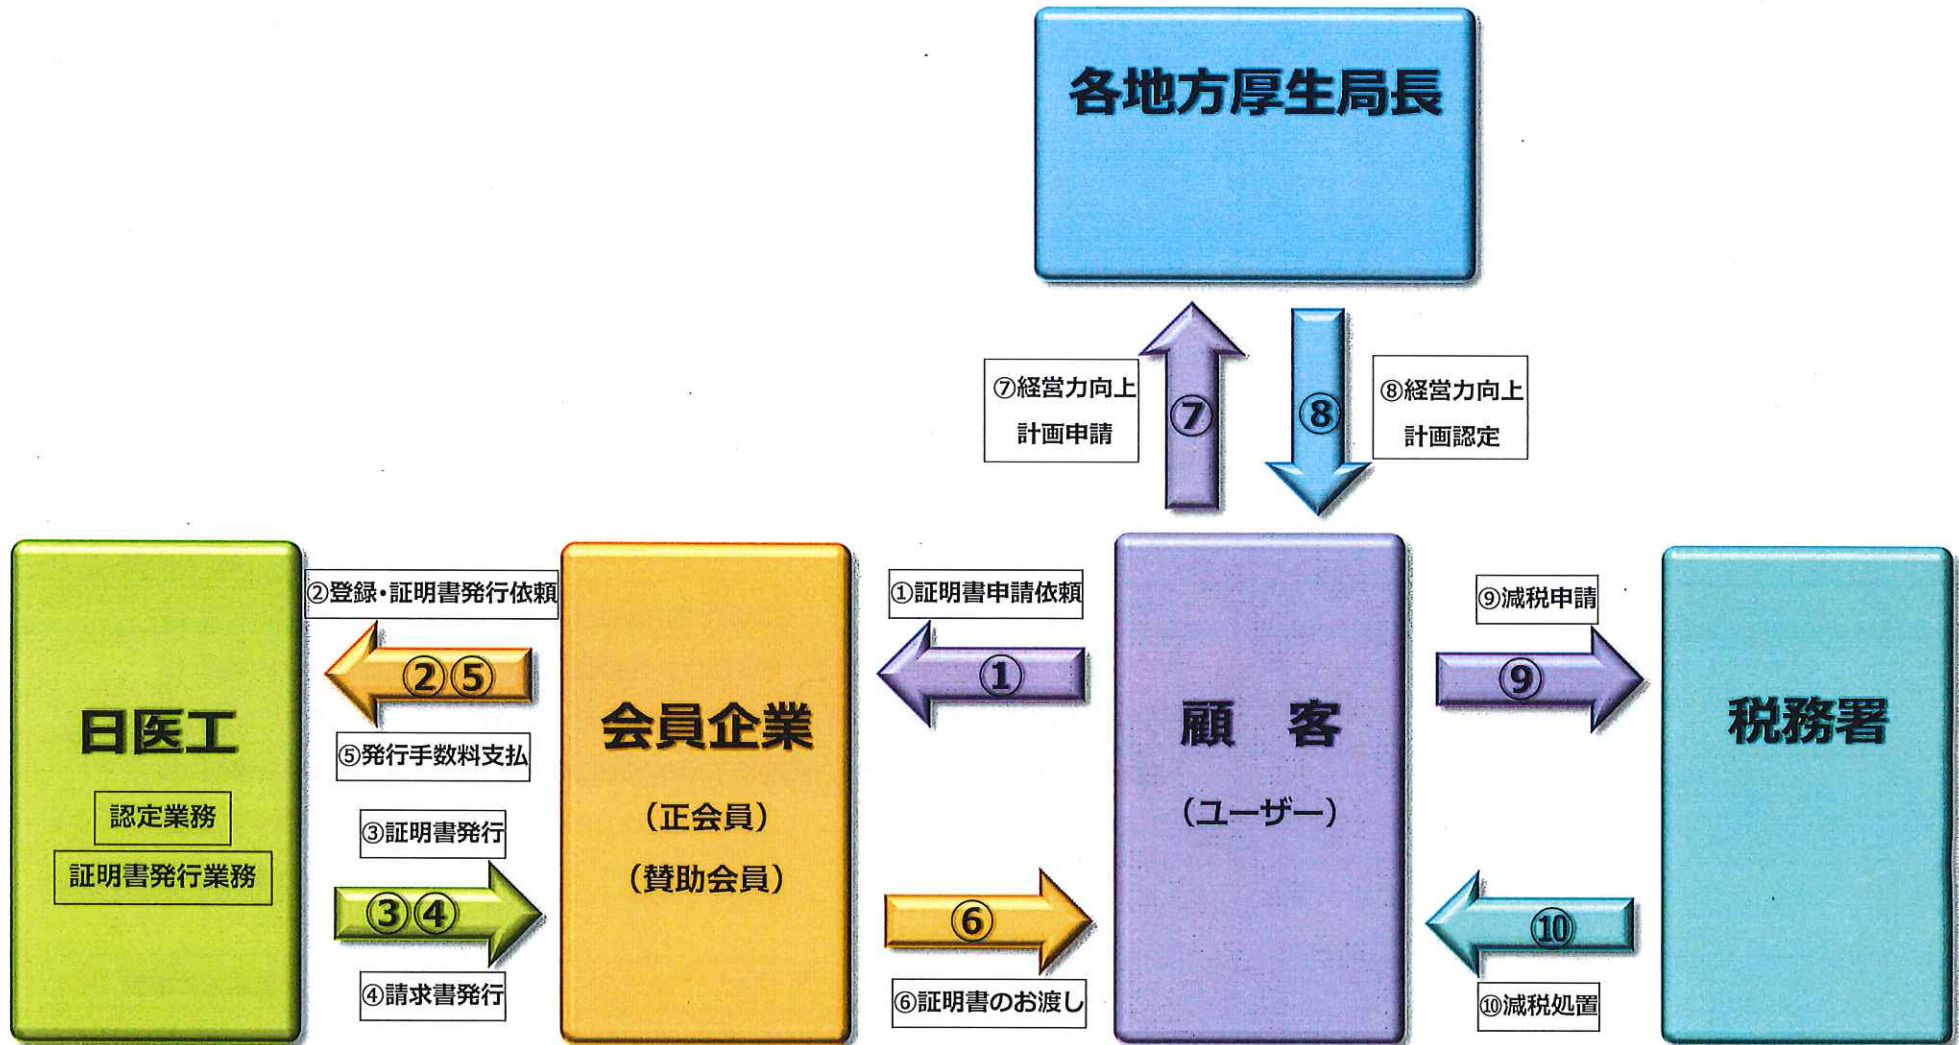 各地方厚生局長
⑦経営力向上
計画申請
⑦
⑧
⑧経営力向上
計画認定
②登録・証明書発行依頼
②⑤
⑤発行手数料支払
日医工
認定業務
証明書発行業務
③証明書発行
③④
④請求書発行
会員企業
(正会員)
(賛助会員)
①証明書申請依頼
①
⑥
⑥証明書のお渡し
顧 客
(ユーザー)
⑨減税申請
⑨
⑩
⑩減税処置
税務署